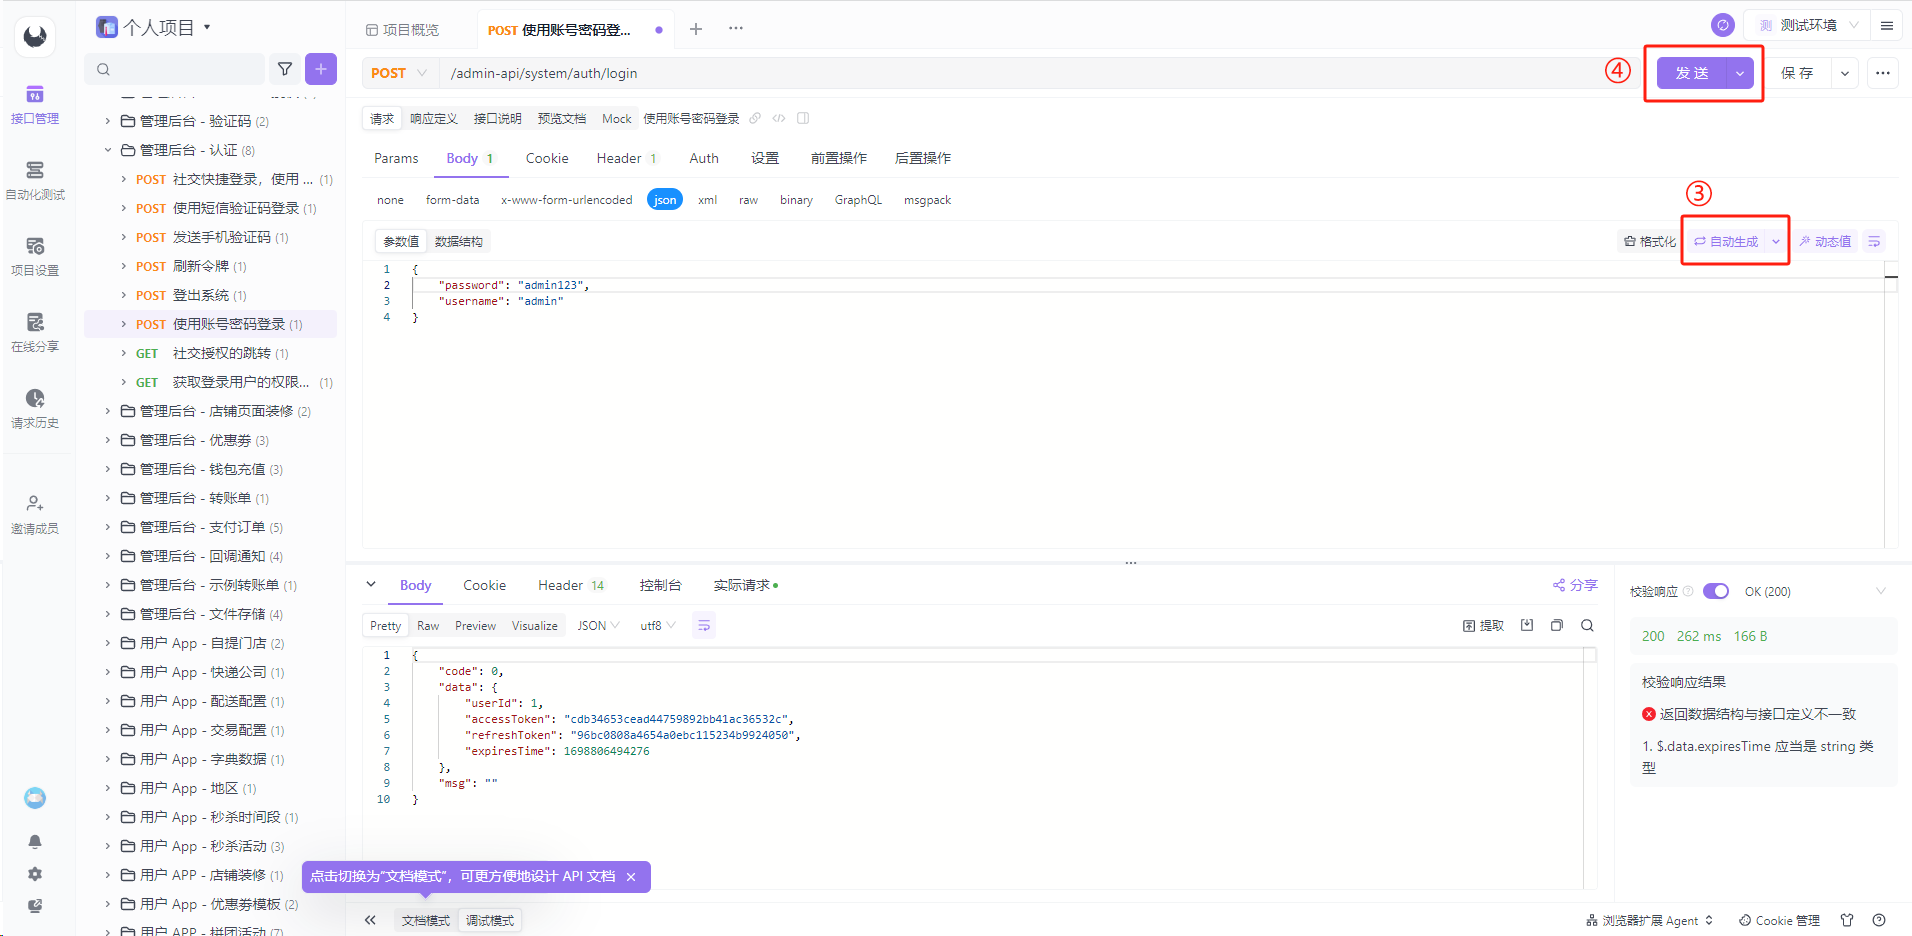 个人项目
项目概览
POST 使用账号密码登...
测 测试环境
接口管理
自动化测试
项目设置
在线分享
请求历史
邀请成员
管理后台 - 验证码 (2)
管理后台 - 认证 (8)
POST 社交快捷登录，使用 ... (1)
POST 使用短信验证码登录 (1)
POST 发送手机验证码 (1)
POST 刷新令牌 (1)
POST 登出系统 (1)
POST 使用账号密码登录 (1)
GET 社交授权的跳转 (1)
GET 获取登录用户的权限... (1)
管理后台 - 店铺页面装修 (2)
管理后台 - 优惠劵 (3)
管理后台 - 钱包充值 (3)
管理后台 - 转账单 (1)
管理后台 - 支付订单 (5)
管理后台 - 回调通知 (4)
管理后台 - 示例转账单 (1)
管理后台 - 文件存储 (4)
用户 App - 自提门店 (2)
用户 App - 快递公司 (1)
用户 App - 配送配置 (1)
用户 App - 交易配置 (1)
用户 App - 字典数据 (1)
用户 App - 地区 (1)
用户 App - 秒杀时间段 (1)
用户 App - 秒杀活动 (3)
用户 APP - 店铺装修 (1)
用户 App - 优惠劵模板 (2)
用户 APP - 拼团活动 (7)
POST /admin-api/system/auth/login
④
发 送
保 存
请求 响应定义 接口说明 预览文档 Mock 使用账号密码登录
Params Body 1 Cookie Header 1 Auth 设置 前置操作 后置操作
none form-data x-www-form-urlencoded json xml raw binary GraphQL msgpack
③
参数值 数据结构
格式化 自动生成 动态值
1 {
2 "password": "admin123",
3 "username": "admin"
4 }
Body Cookie Header 14 控制台 实际请求
分享
Pretty Raw Preview Visualize JSON utf8
提取
1 {
2 "code": 0,
3 "data": {
4 "userId": 1,
5 "accessToken": "cdb34653cead44759892bb41ac36532c",
6 "refreshToken": "96bc0808a4654a0ebc115234b9924050",
7 "expiresTime": 1698806494276
8 },
9 "msg": ""
10 }
校验响应 OK (200)
200 262 ms 166 B
校验响应结果
返回数据结构与接口定义不一致
1. $.data.expiresTime 应当是 string 类
型
点击切换为“文档模式”，可更方便地设计 API 文档
文档模式 调试模式
浏览器扩展 Agent
Cookie 管理